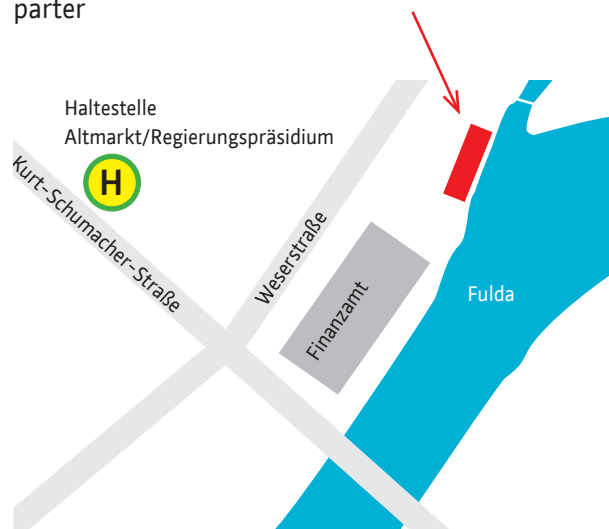 parter
Haltestelle
Altmarkt/Regierungspräsidium
H
Kurt-Schumacher-Straße
Weserstraße
Finanzamt
Fulda